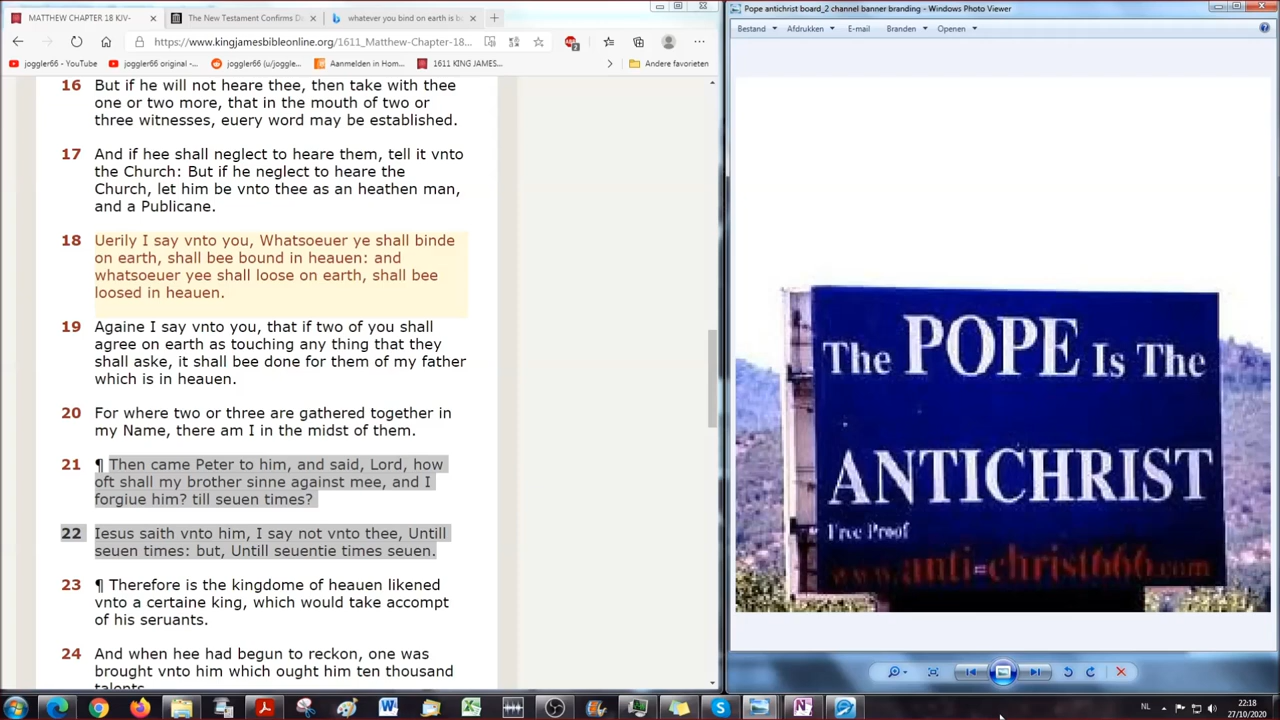 MATTHEW CHAPTER 18 KJV-
The New Testament Confirms D
whatever you bind on earth is b
https://www.kingjamesbibleonline.org/1611_Matthew-Chapter-18...
joggler66 - YouTube
joggler66 original -...
joggler66 (u/joggle...
Aanmelden in Hom...
1611 KING JAMES...
Andere favorieten
16 But if he will not heare thee, then take with thee
one or two more, that in the mouth of two or
three witnesses, euery word may be established.
17 And if hee shall neglect to heare them, tell it vnto
the Church: But if he neglect to heare the
Church, let him be vnto thee as an heathen man,
and a Publicane.
18 Uerily I say vnto you, Whatsoeuer ye shall binde
on earth, shall bee bound in heauen: and
whatsoeuer yee shall loose on earth, shall bee
loosed in heauen.
19 Againe I say vnto you, that if two of you shall
agree on earth as touching any thing that they
shall aske, it shall bee done for them of my father
which is in heauen.
20 For where two or three are gathered together in
my Name, there am I in the midst of them.
21 ¶ Then came Peter to him, and said, Lord, how
oft shall my brother sinne against mee, and I
forgiue him? till seuen times?
22 Iesus saith vnto him, I say not vnto thee, Untill
seuen times: but, Untill seuentie times seuen.
23 ¶ Therefore is the kingdome of heauen likened
vnto a certaine king, which would take accompt
of his seruants.
24 And when hee had begun to reckon, one was
brought vnto him which ought him ten thousand
talents.
Pope antichrist board_2 channel banner branding - Windows Photo Viewer
Bestand Afdrukken E-mail Branden Openen
The POPE Is The
ANTICHRIST
Free Proof
www.anti-christ666.com
NL
22:18
27/10/2020